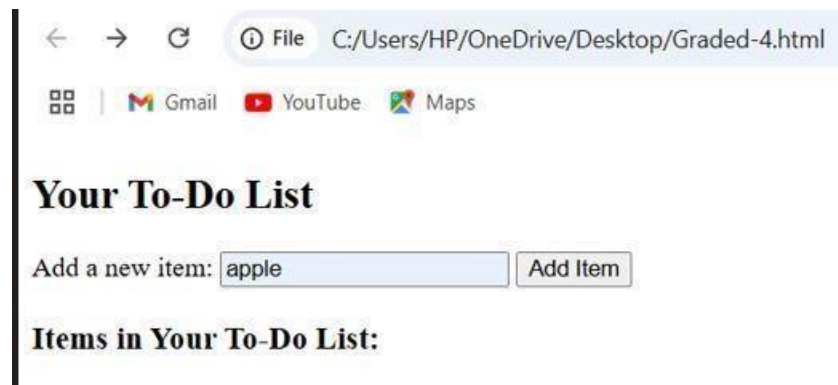 File C:/Users/HP/OneDrive/Desktop/Graded-4.html
Gmail YouTube Maps
Your To-Do List
Add a new item: apple Add Item
Items in Your To-Do List: